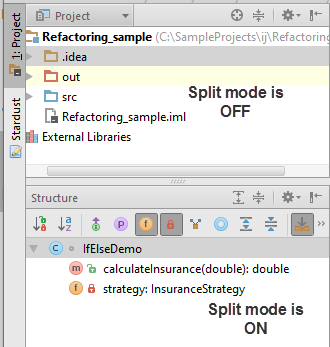 Project
Refactoring_sample (C:\SampleProjects\ij\Refactoring
.idea
out
src
Refactoring_sample.iml
External Libraries
Split mode is
OFF
1: Project
Stardust
Structure
IfElseDemo
m calculateInsurance(double): double
f strategy: InsuranceStrategy
Split mode is
ON